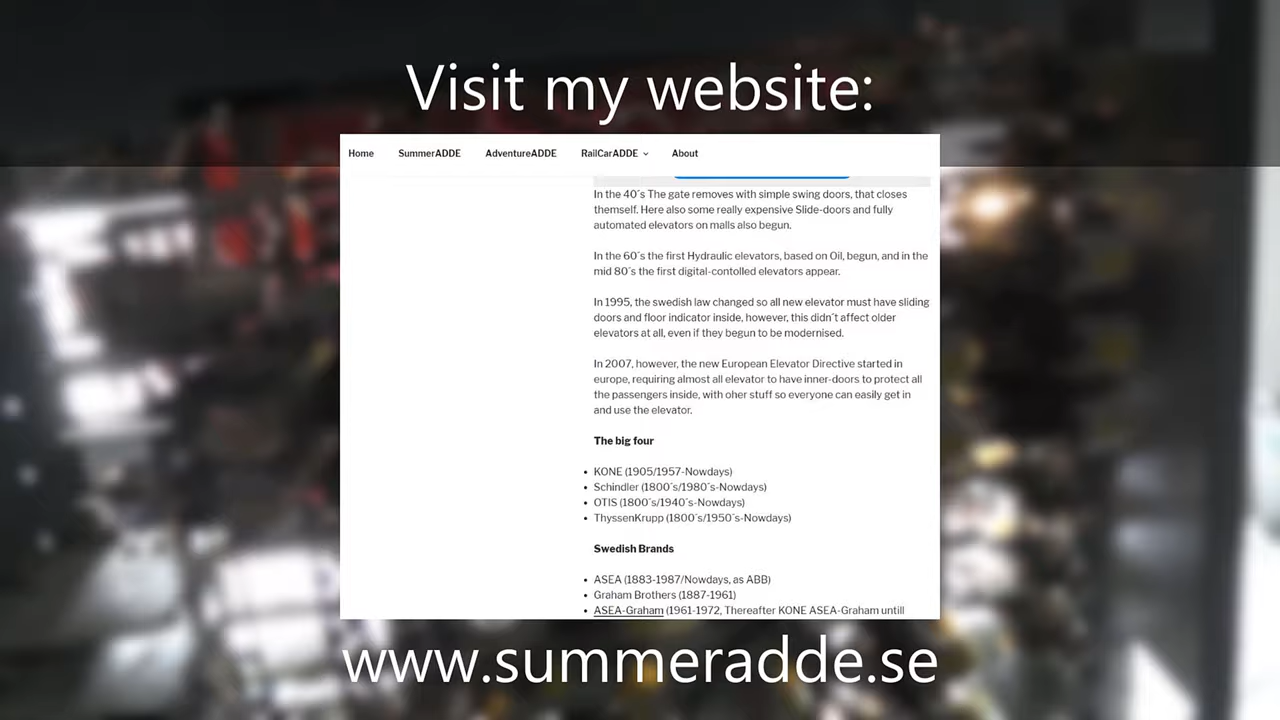 Visit my website:
Home SummerADDE AdventureADDE RailCarADDE About
In the 40´s The gate removes with simple swing doors, that closes
themself. Here also some really expensive Slide-doors and fully
automated elevators on malls also begun.
In the 60´s the first Hydraulic elevators, based on Oil, begun, and in the
mid 80´s the first digital-contolled elevators appear.
In 1995, the swedish law changed so all new elevator must have sliding
doors and floor indicator inside, however, this didn´t affect older
elevators at all, even if they begun to be modernised.
In 2007, however, the new European Elevator Directive started in
europe, requiring almost all elevator to have inner-doors to protect all
the passengers inside, with oher stuff so everyone can easily get in
and use the elevator.
The big four
• KONE (1905/1957-Nowdays)
• Schindler (1800´s/1980´s-Nowdays)
• OTIS (1800´s/1940´s-Nowdays)
• ThyssenKrupp (1800´s/1950´s-Nowdays)
Swedish Brands
• ASEA (1883-1987/Nowdays, as ABB)
• Graham Brothers (1887-1961)
• ASEA-Graham (1961-1972, Thereafter KONE ASEA-Graham untill
www.summeradde.se